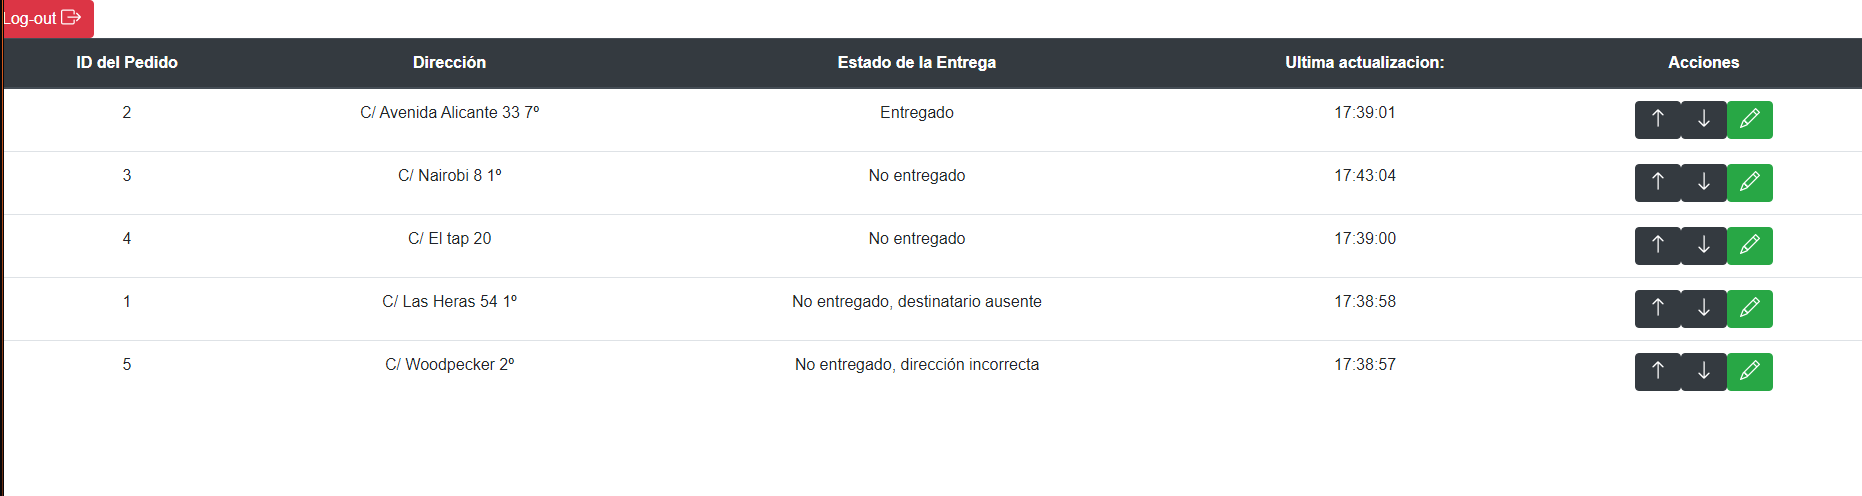 Log-out
ID del Pedido Dirección Estado de la Entrega Ultima actualizacion: Acciones
2 C/ Avenida Alicante 33 7º Entregado 17:39:01
3 C/ Nairobi 8 1º No entregado 17:43:04
4 C/ El tap 20 No entregado 17:39:00
1 C/ Las Heras 54 1º No entregado, destinatario ausente 17:38:58
5 C/ Woodpecker 2º No entregado, dirección incorrecta 17:38:57